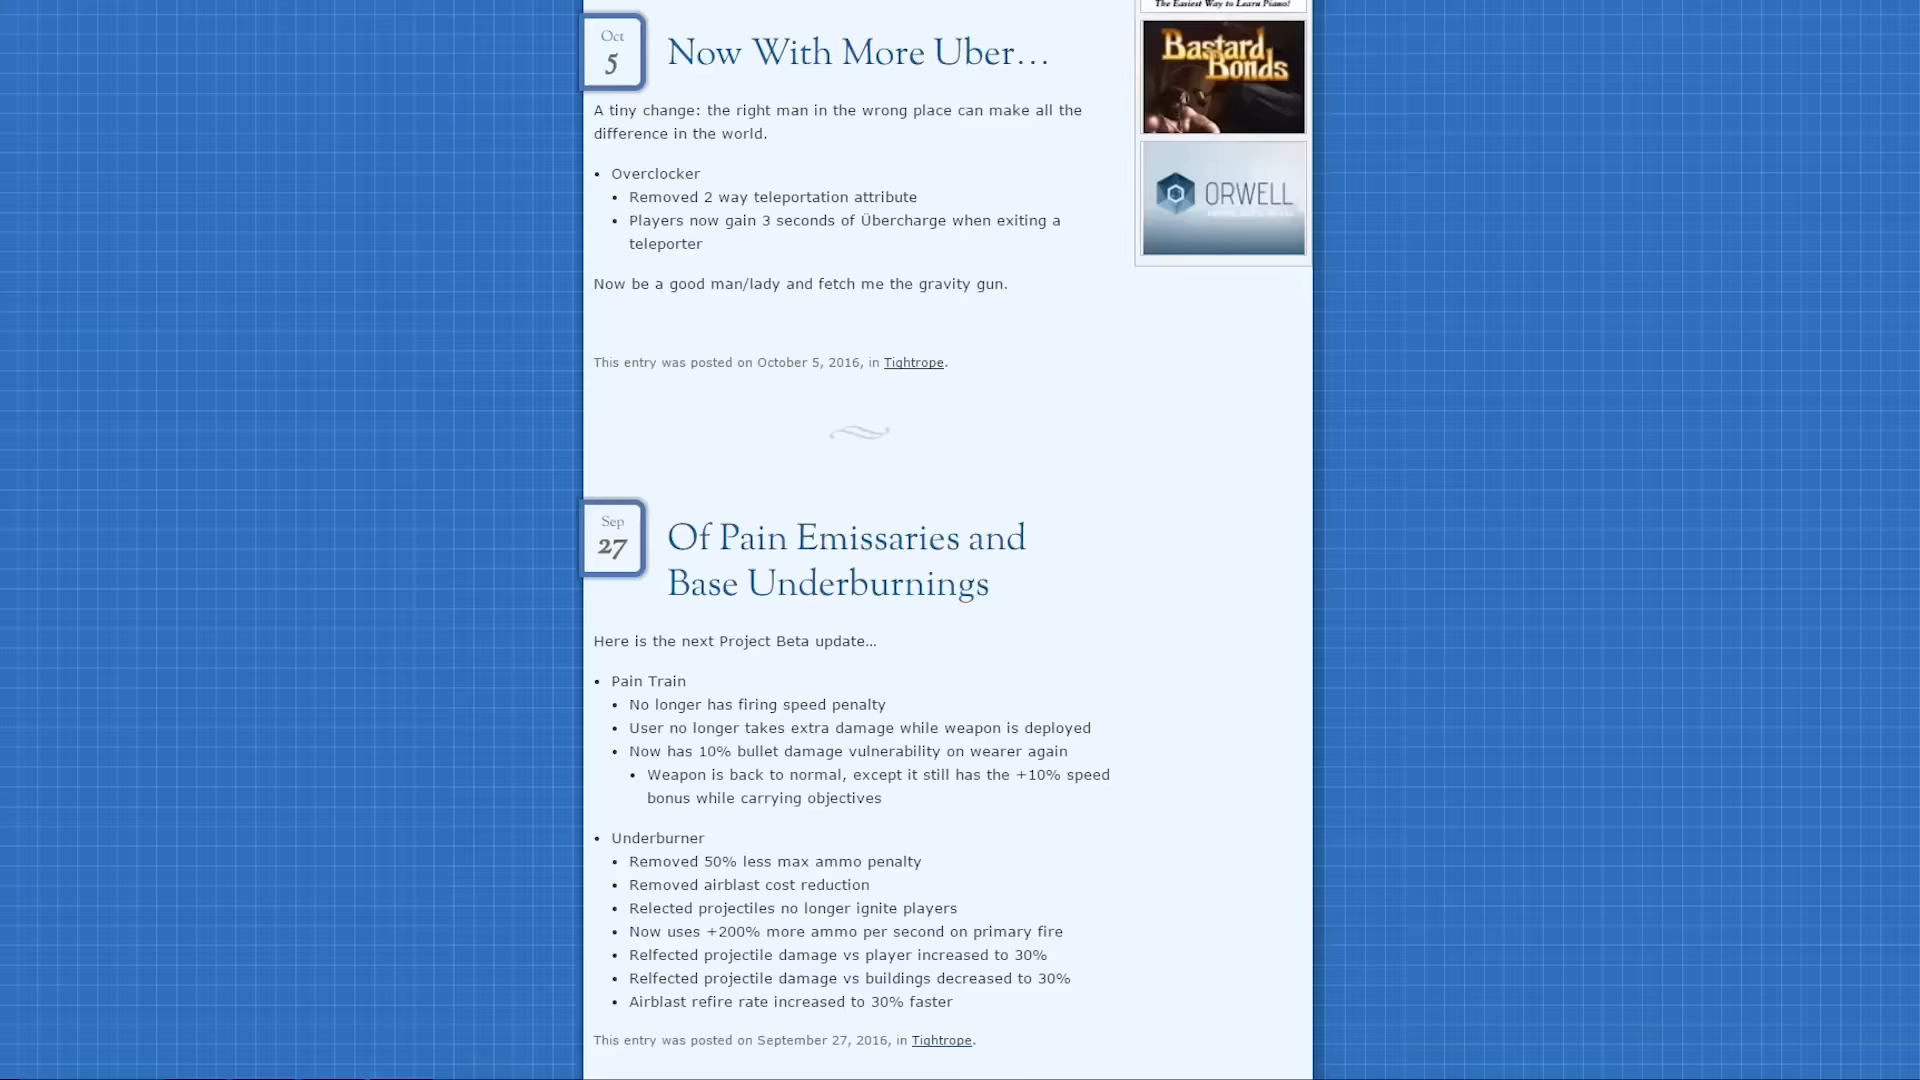 The Easiest Way to Learn Piano!
Bastard
Bonds
ORWELL
Oct
5
Now With More Uber…
A tiny change: the right man in the wrong place can make all the
difference in the world.
• Overclocker
• Removed 2 way teleportation attribute
• Players now gain 3 seconds of Übercharge when exiting a
teleporter
Now be a good man/lady and fetch me the gravity gun.
This entry was posted on October 5, 2016, in Tightrope.
Sep
27
Of Pain Emissaries and
Base Underburnings
Here is the next Project Beta update…
• Pain Train
• No longer has firing speed penalty
• User no longer takes extra damage while weapon is deployed
• Now has 10% bullet damage vulnerability on wearer again
• Weapon is back to normal, except it still has the +10% speed
bonus while carrying objectives
• Underburner
• Removed 50% less max ammo penalty
• Removed airblast cost reduction
• Relected projectiles no longer ignite players
• Now uses +200% more ammo per second on primary fire
• Relfected projectile damage vs player increased to 30%
• Relfected projectile damage vs buildings decreased to 30%
• Airblast refire rate increased to 30% faster
This entry was posted on September 27, 2016, in Tightrope.